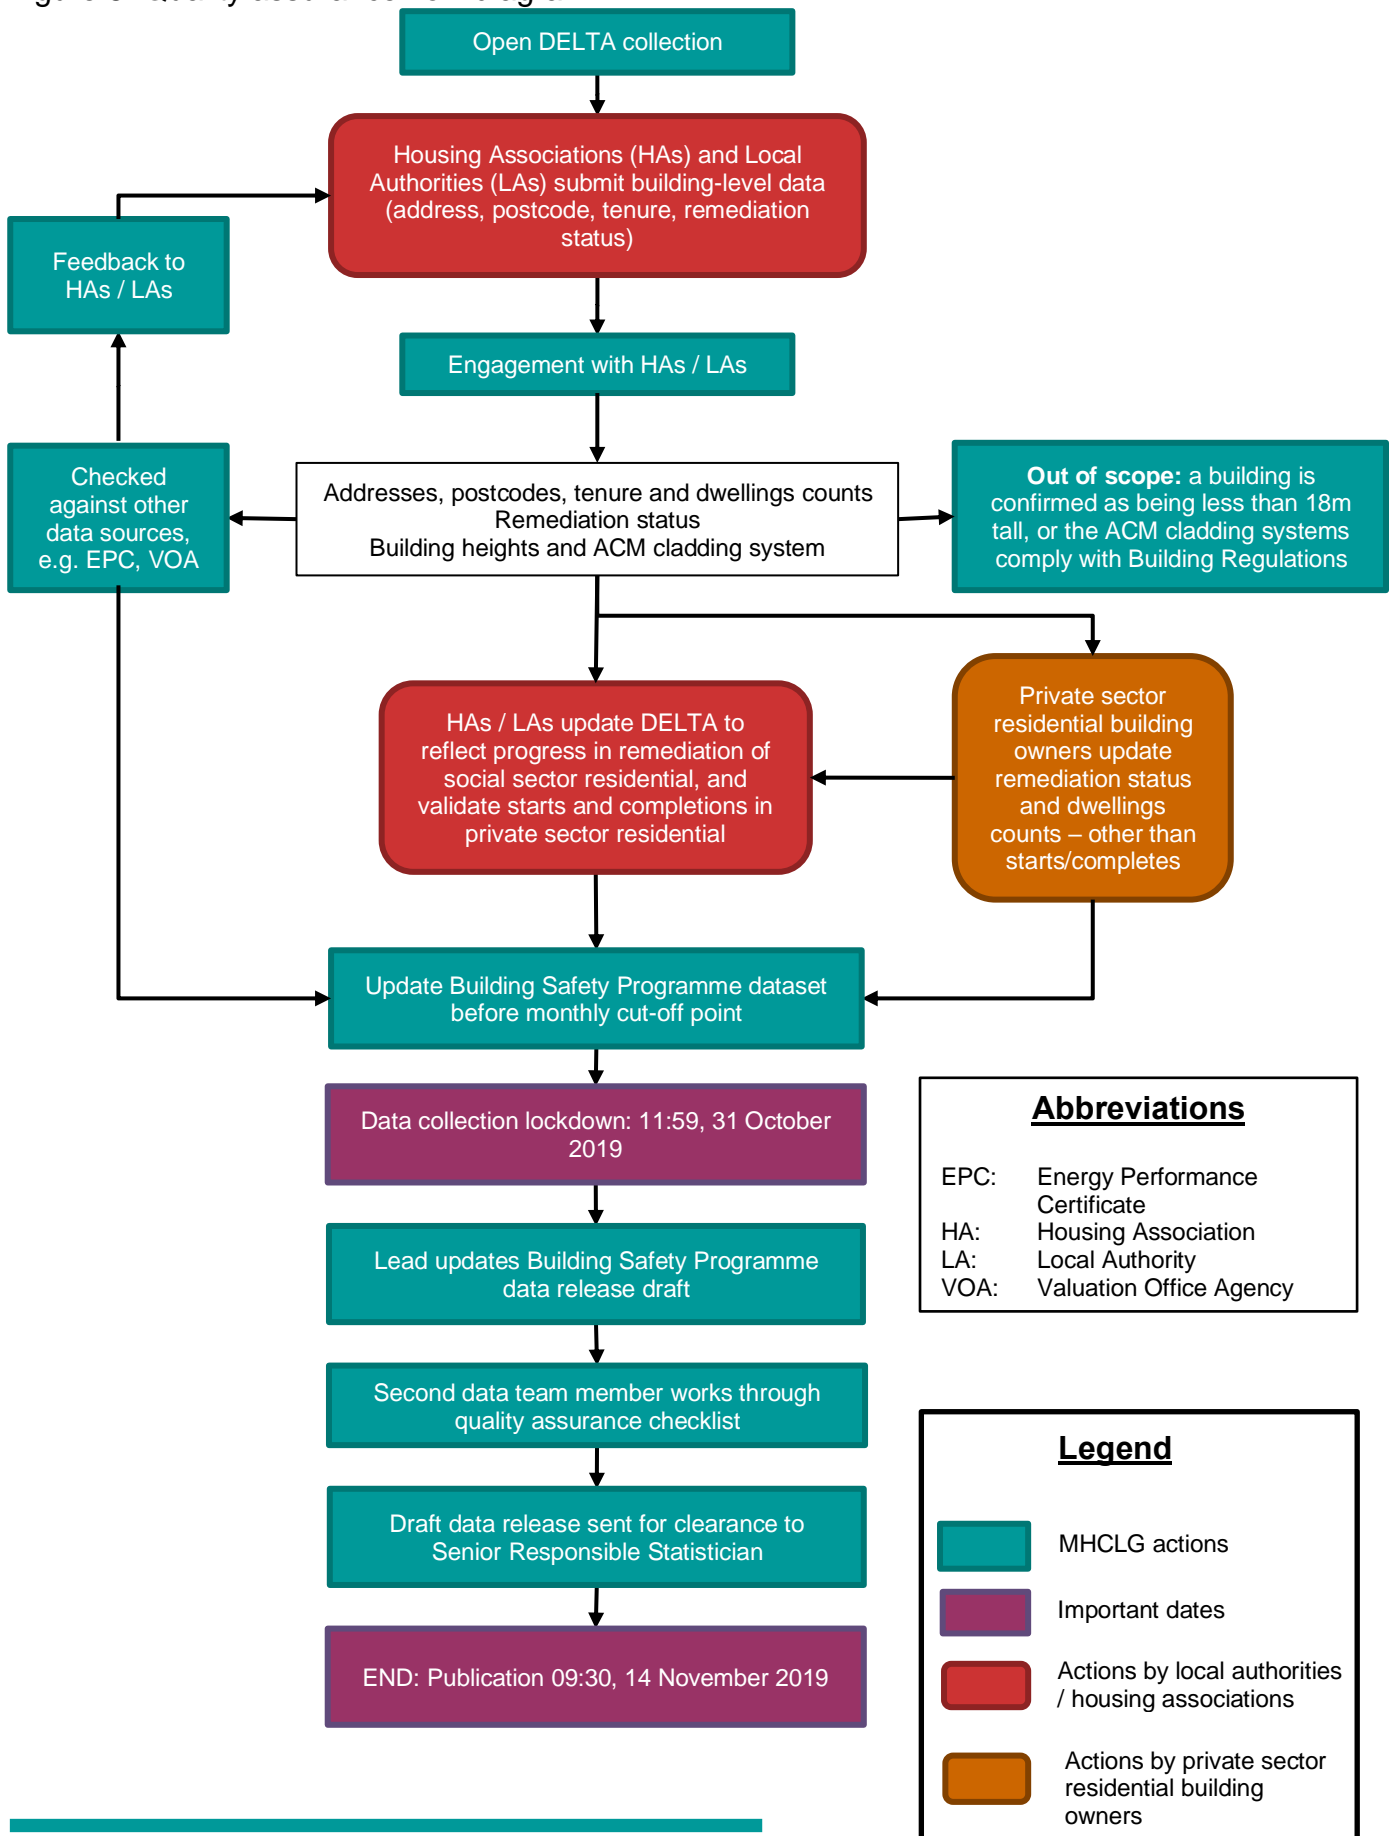 Open DELTA collection
Housing Associations (HAs) and Local
Authorities (LAs) submit building-level data
(address, postcode, tenure, remediation
status)
Feedback to
HAs / LAs
Engagement with HAs / LAs
Checked
against other
data sources,
e.g. EPC, VOA
Addresses, postcodes, tenure and dwellings counts
Remediation status
Building heights and ACM cladding system
Out of scope: a building is
confirmed as being less than 18m
tall, or the ACM cladding systems
comply with Building Regulations
HAs / LAs update DELTA to
reflect progress in remediation of
social sector residential, and
validate starts and completions in
private sector residential
Private sector
residential building
owners update
remediation status
and dwellings
counts – other than
starts/completes
Update Building Safety Programme dataset
before monthly cut-off point
Data collection lockdown: 11:59, 31 October
2019
Lead updates Building Safety Programme
data release draft
Second data team member works through
quality assurance checklist
Draft data release sent for clearance to
Senior Responsible Statistician
END: Publication 09:30, 14 November 2019
Abbreviations
EPC: Energy Performance
Certificate
HA: Housing Association
LA: Local Authority
VOA: Valuation Office Agency
Legend
MHCLG actions
Important dates
Actions by local authorities
/ housing associations
Actions by private sector
residential building
owners